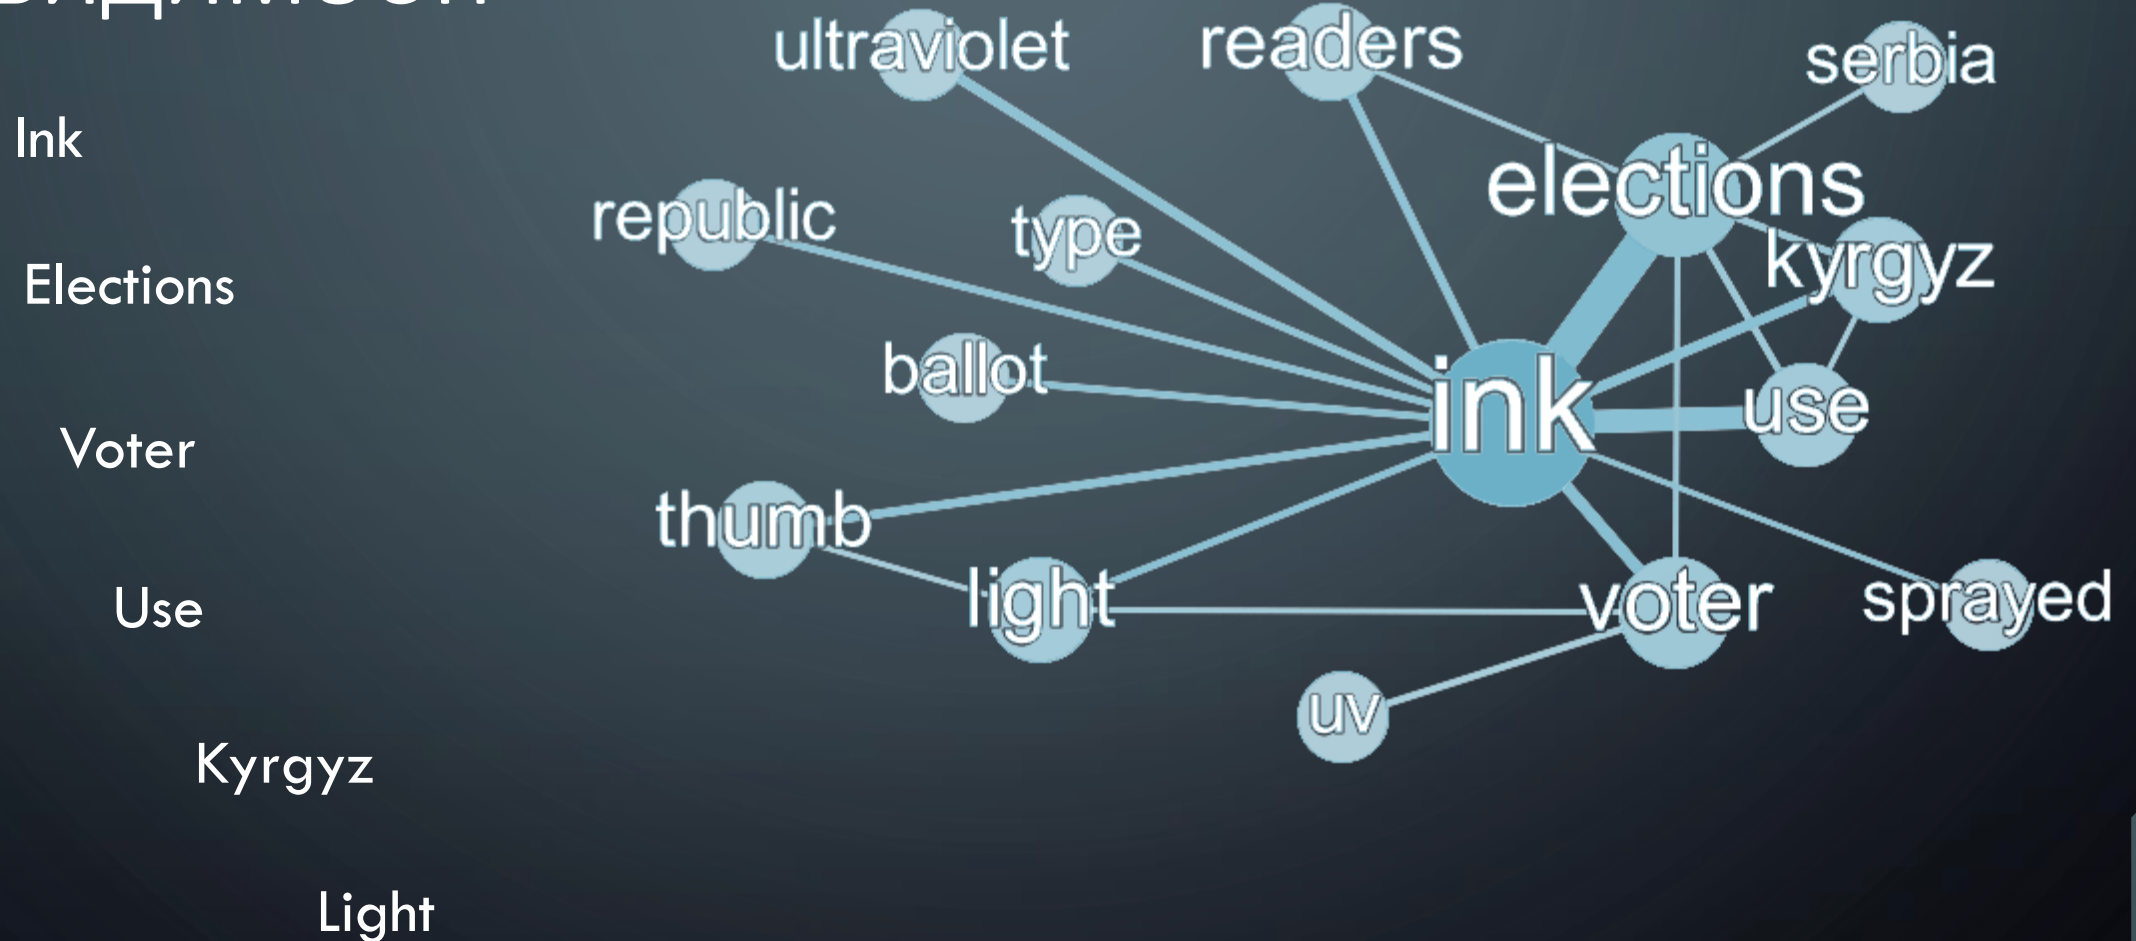 Ink
Elections
Voter
Use
Kyrgyz
Light
ultraviolet
readers
serbia
elections
republic
type
kyrgyz
ballot
ink
use
thumb
light
voter
sprayed
uv